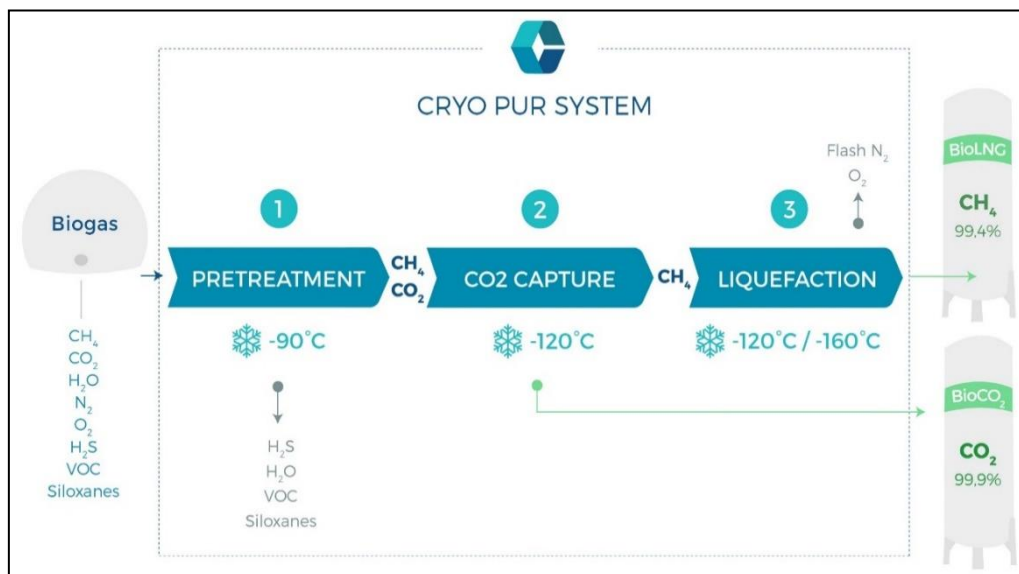 CRYO PUR SYSTEM
Biogas
CH₄
CO₂
H₂O
N₂
O₂
H₂S
VOC
Siloxanes
1
PRETREATMENT
-90°C
H₂S
H₂O
VOC
Siloxanes
CH₄
CO₂
2
CO2 CAPTURE
-120°C
CH₄
3
LIQUEFACTION
-120°C / -160°C
Flash N₂
O₂
BioLNG
CH₄
99,4%
BioCO₂
CO₂
99,9%